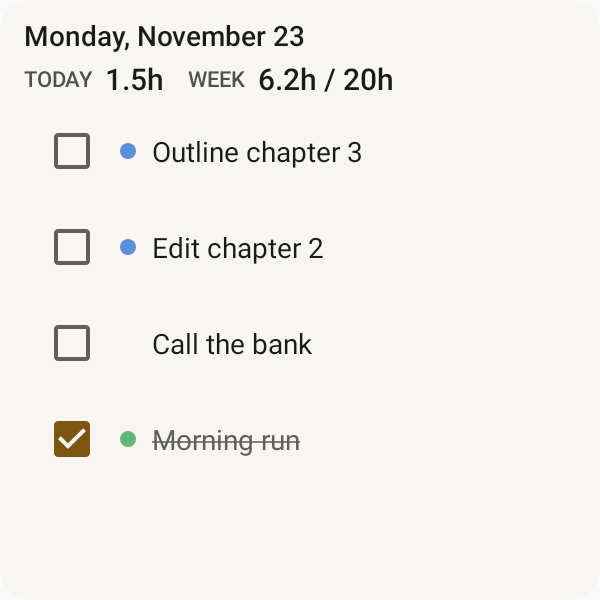 Monday, November 23
TODAY 1.5h WEEK 6.2h / 20h
Outline chapter 3
Edit chapter 2
Call the bank
Morning run